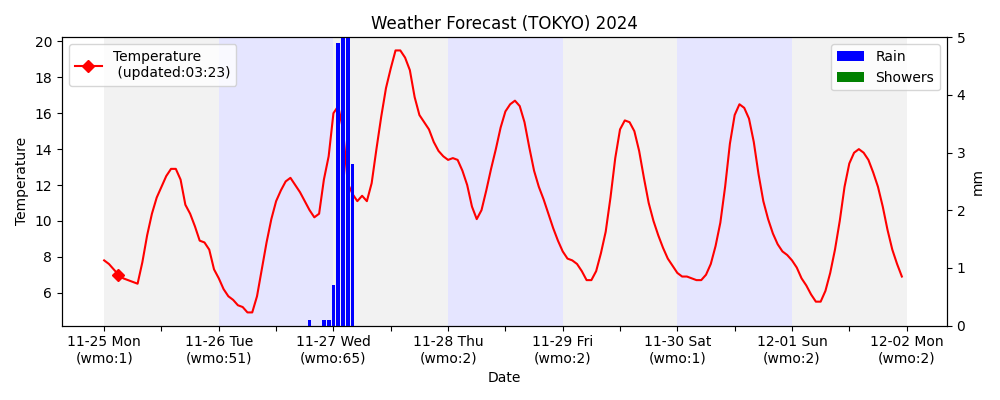 Weather Forecast (TOKYO) 2024
Temperature
(updated:03:23)
Rain
Showers
20
18
16
14
12
10
8
6
Temperature
5
4
3
2
1
0
mm
11-25 Mon 11-26 Tue 11-27 Wed 11-28 Thu 11-29 Fri 11-30 Sat 12-01 Sun 12-02 Mon
(wmo:1) (wmo:51) (wmo:65) (wmo:2) (wmo:2) (wmo:1) (wmo:2) (wmo:2)
Date